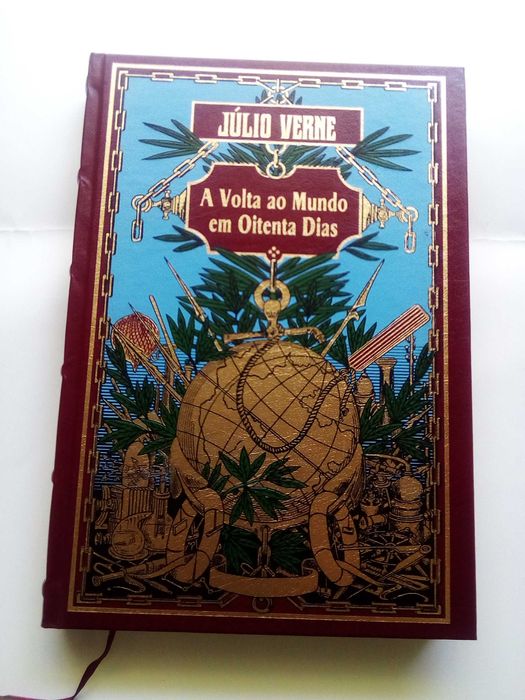 JÚLIO VERNE
A Volta ao Mundo
em Oitenta Dias